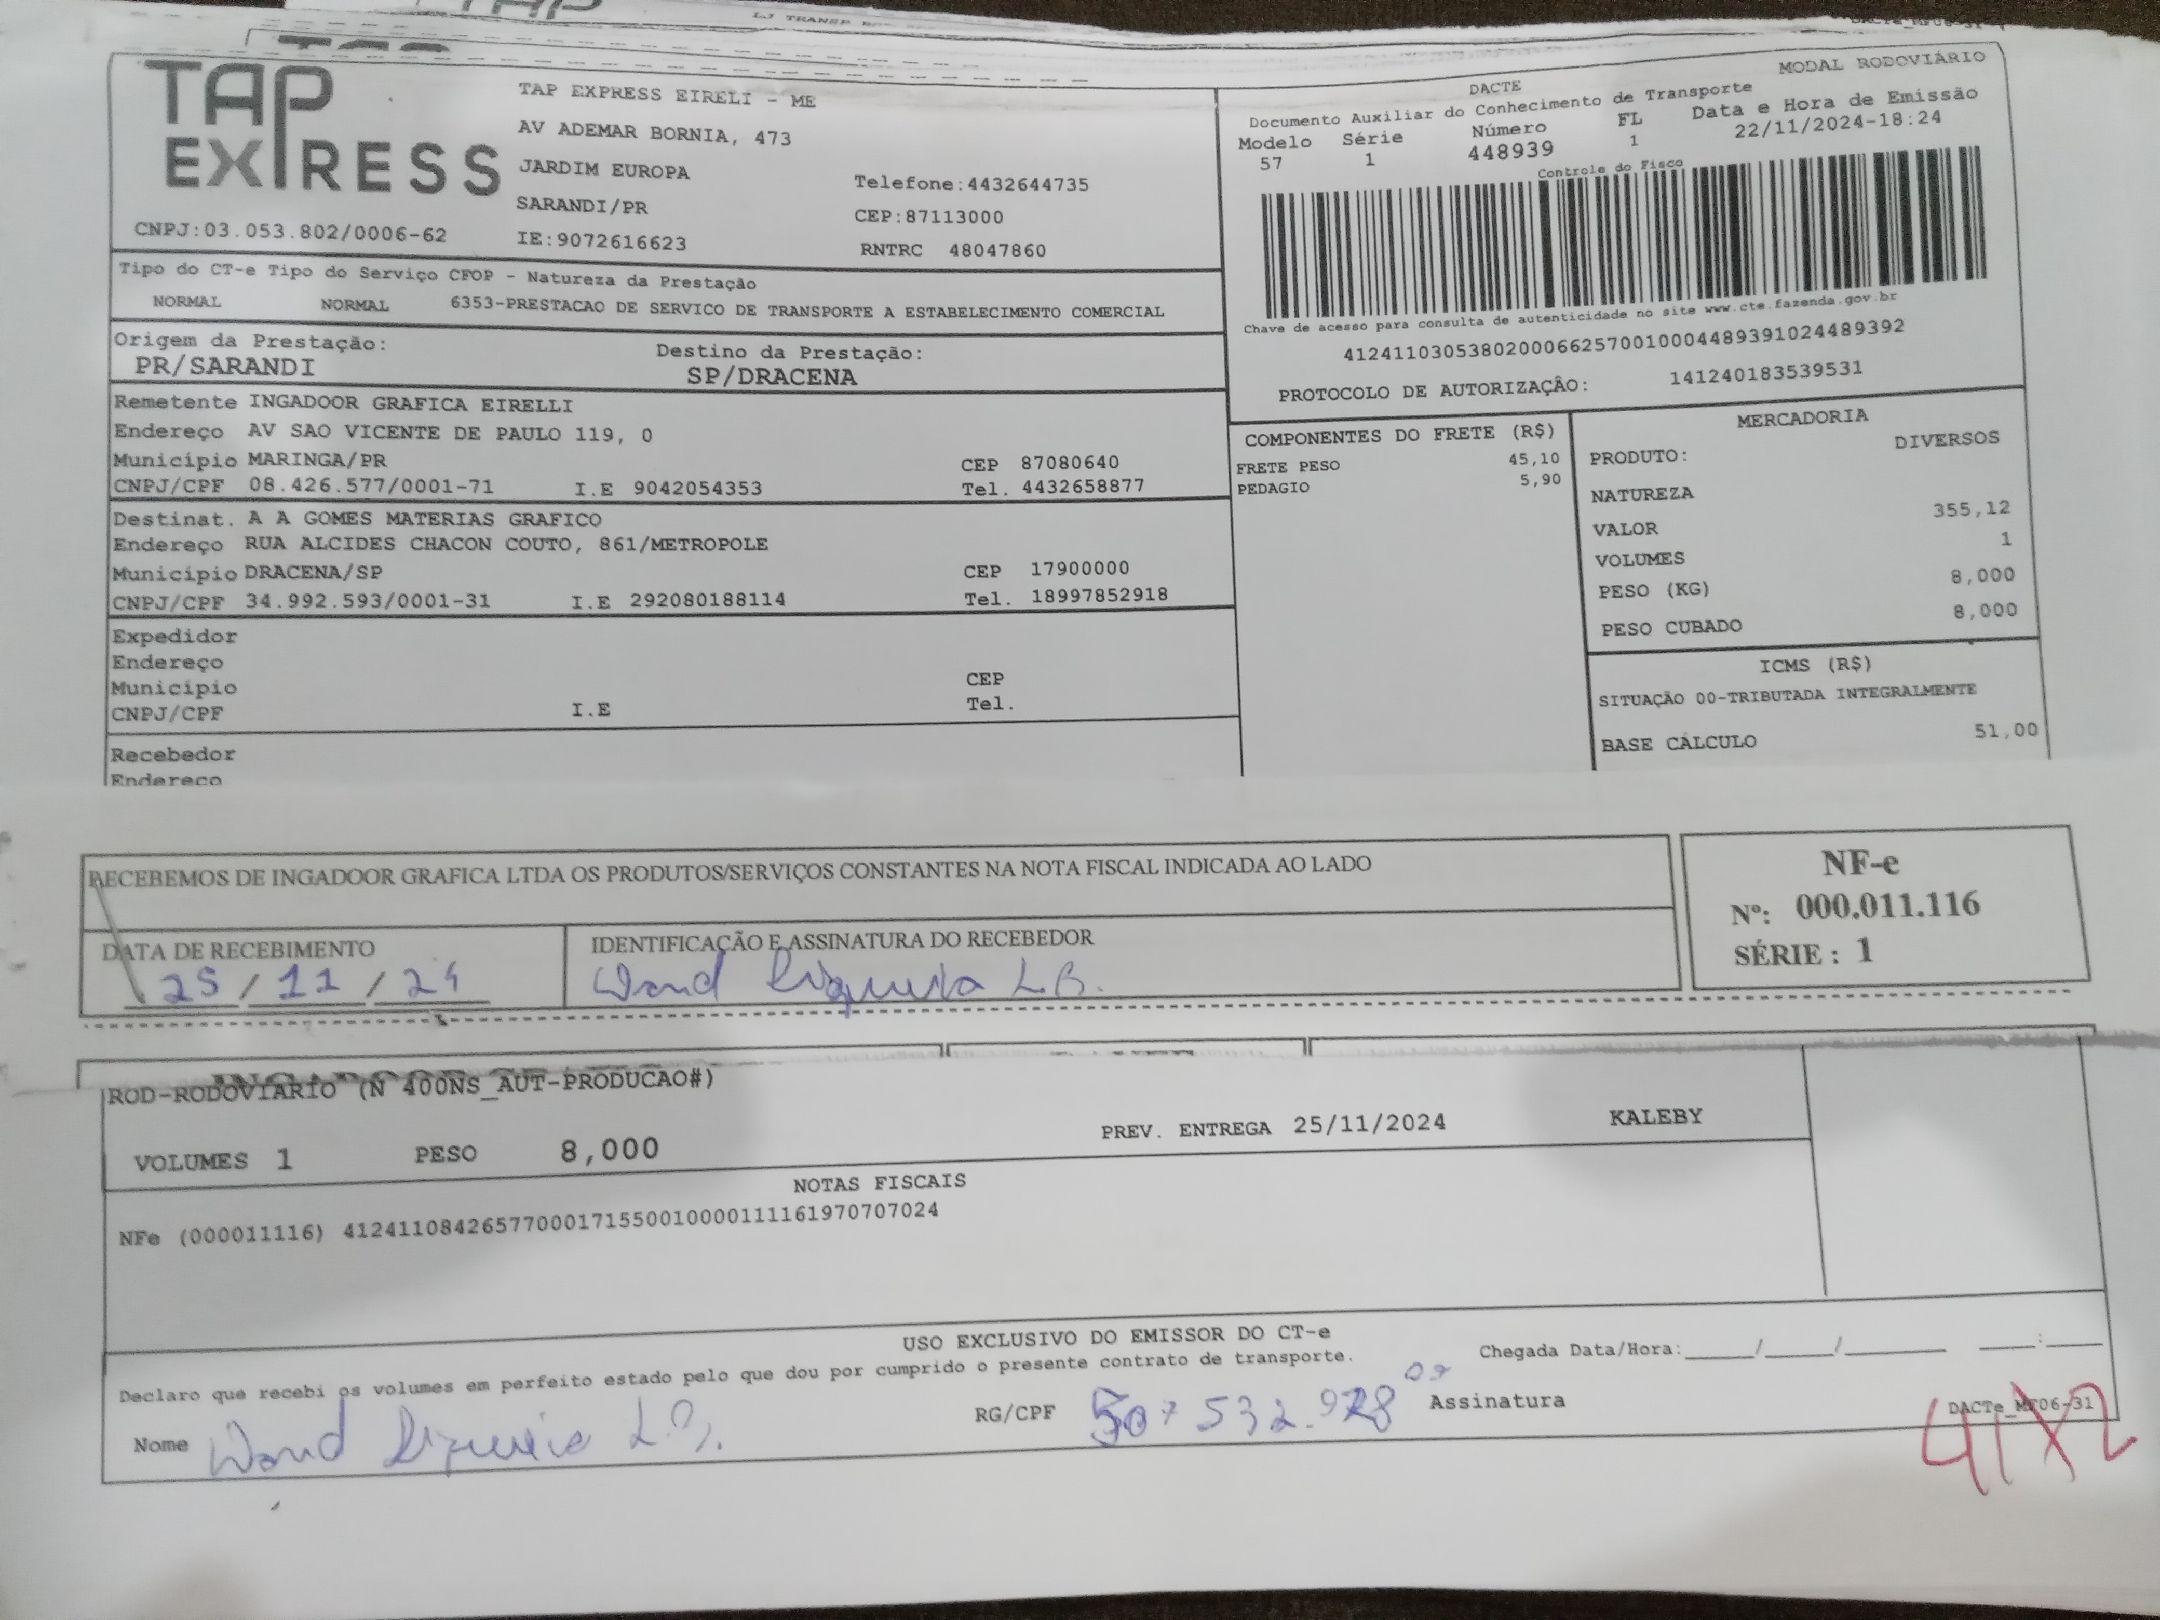 TAP
EXPRESS
CNPJ:03.053.802/0006-62
TAP EXPRESS EIRELI - ME
AV ADEMAR BORNIA, 473
JARDIM EUROPA
SARANDI/PR
IE:9072616623
Telefone:4432644735
CEP:87113000
RNTRC 48047860
MODAL RODOVIÁRIO
DACTE
Documento Auxiliar do Conhecimento de Transporte
Modelo Série Número FL Data e Hora de Emissão
57 1 448939 1 22/11/2024-18:24
Controle do Fisco
Chave de acesso para consulta de autenticidade no site www.cte.fazenda.gov.br
41241103053802000662570010004489391024489392
PROTOCOLO DE AUTORIZAÇÃO: 141240183539531
Tipo do CT-e Tipo do Serviço CFOP - Natureza da Prestação
NORMAL NORMAL 6353-PRESTACAO DE SERVICO DE TRANSPORTE A ESTABELECIMENTO COMERCIAL
Origem da Prestação: Destino da Prestação:
PR/SARANDI SP/DRACENA
Remetente INGADOOR GRAFICA EIRELLI
Endereço AV SAO VICENTE DE PAULO 119, 0
Município MARINGA/PR CEP 87080640
CNPJ/CPF 08.426.577/0001-71 I.E 9042054353 Tel. 4432658877
Destinat. A A GOMES MATERIAS GRAFICO
Endereço RUA ALCIDES CHACON COUTO, 861/METROPOLE
Município DRACENA/SP CEP 17900000
CNPJ/CPF 34.992.593/0001-31 I.E 292080188114 Tel. 18997852918
Expedidor
Endereço
Município CEP
CNPJ/CPF I.E Tel.
Recebedor
Endereço
COMPONENTES DO FRETE (R$)
FRETE PESO 45,10
PEDAGIO 5,90
MERCADORIA
PRODUTO: DIVERSOS
NATUREZA
VALOR 355,12
VOLUMES 1
PESO (KG) 8,000
PESO CUBADO 8,000
ICMS (R$)
SITUAÇÃO 00-TRIBUTADA INTEGRALMENTE
BASE CÁLCULO 51,00
RECEBEMOS DE INGADOOR GRAFICA LTDA OS PRODUTOS/SERVIÇOS CONSTANTES NA NOTA FISCAL INDICADA AO LADO
DATA DE RECEBIMENTO
25/11/24
IDENTIFICAÇÃO E ASSINATURA DO RECEBEDOR
NF-e
Nº: 000.011.116
SÉRIE : 1
ROD-RODOVIARIO (N 400NS_AUT-PRODUCAO#)
VOLUMES 1 PESO 8,000 PREV. ENTREGA 25/11/2024 KALEBY
NOTAS FISCAIS
NFe (000011116) 41241108426577000171550010000111161970707024
USO EXCLUSIVO DO EMISSOR DO CT-e
Declaro que recebi os volumes em perfeito estado pelo que dou por cumprido o presente contrato de transporte.
Chegada Data/Hora:______/______/________ ____:____
Nome RG/CPF 507 532.978 Assinatura
DACTe_MT06-31